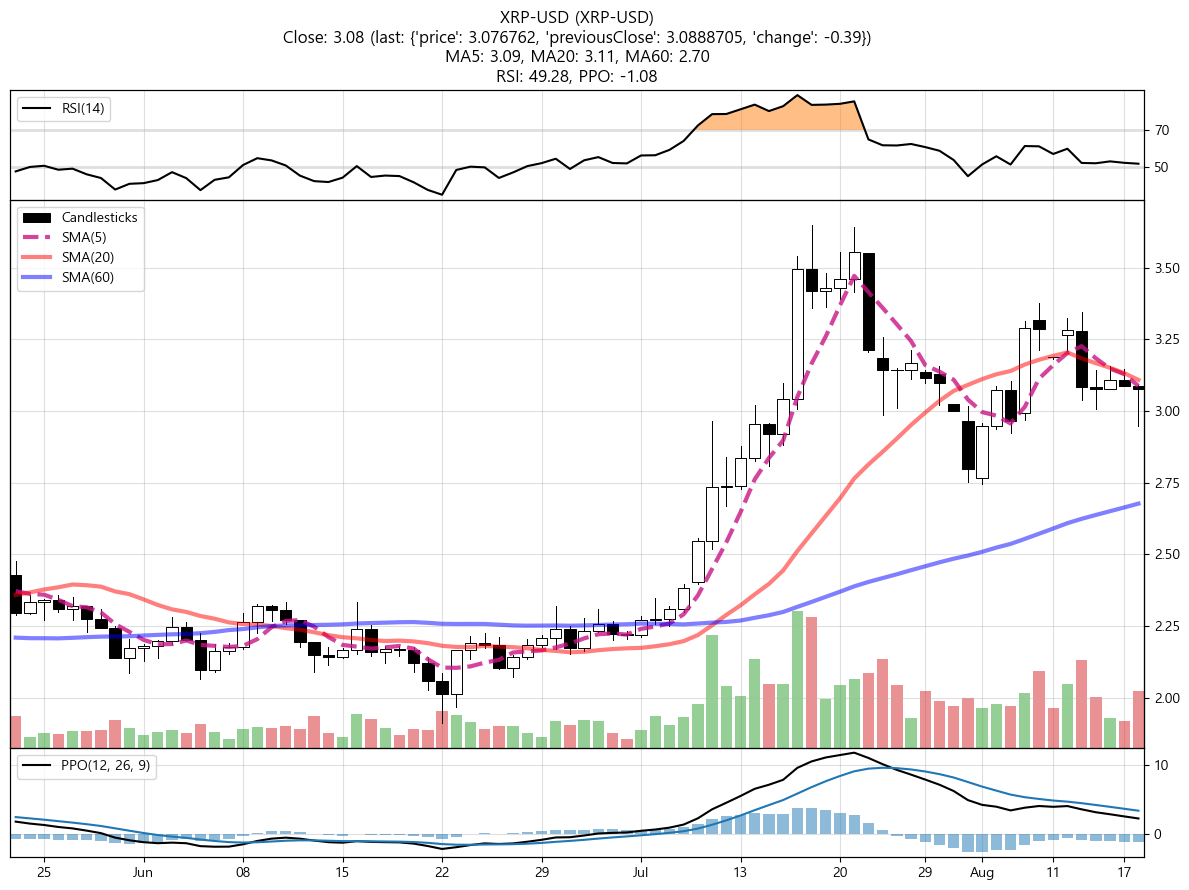 XRP-USD (XRP-USD)
Close: 3.08 (last: {'price': 3.076762, 'previousClose': 3.0888705, 'change': -0.39})
MA5: 3.09, MA20: 3.11, MA60: 2.70
RSI: 49.28, PPO: -1.08
RSI(14)
70
50
Candlesticks
SMA(5)
SMA(20)
SMA(60)
3.50
3.25
3.00
2.75
2.50
2.25
2.00
PPO(12, 26, 9)
10
0
25 Jun 08 15 22 29 Jul 13 20 29 Aug 11 17